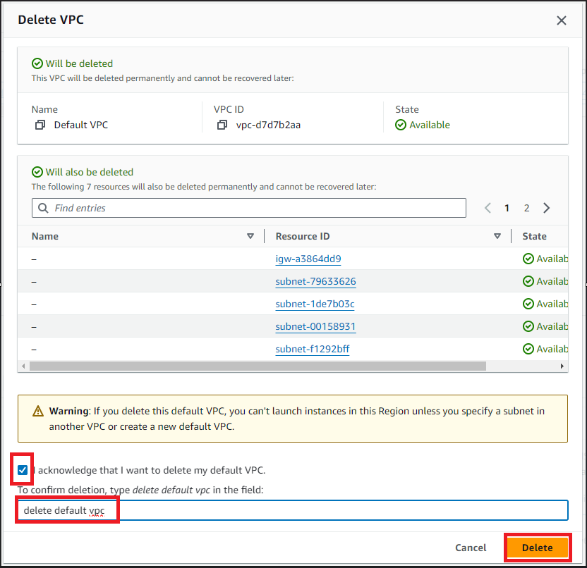 Delete VPC
Will be deleted
This VPC will be deleted permanently and cannot be recovered later:
Name
VPC ID
State
Default VPC
vpc-d7d7b2aa
Available
Will also be deleted
The following 7 resources will also be deleted permanently and cannot be recovered later:
Find entries
1 2
Name Resource ID State
– igw-a3864dd9 Availab
– subnet-79633626 Availab
– subnet-1de7b03c Availab
– subnet-00158931 Availab
– subnet-f1292bff Availab
Warning: If you delete this default VPC, you can't launch instances in this Region unless you specify a subnet in
another VPC or create a new default VPC.
I acknowledge that I want to delete my default VPC.
To confirm deletion, type delete default vpc in the field:
delete default vpc
Cancel Delete